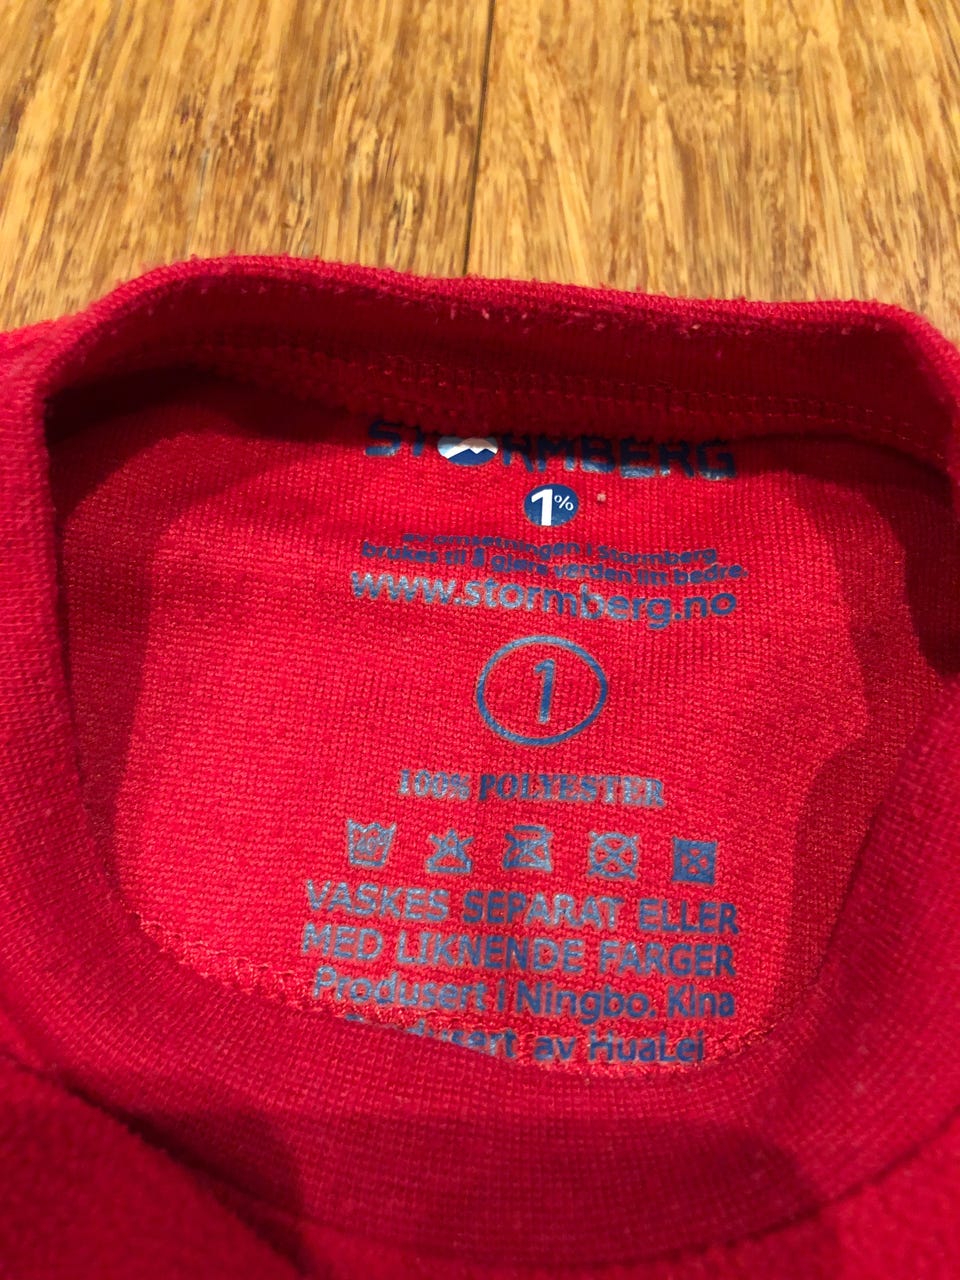 STORMBERG
1%
av omsetningen i Stormberg
brukes til å gjøre verden litt bedre.
www.stormberg.no
1
100% POLYESTER
VASKES SEPARAT ELLER
MED LIKNENDE FARGER
Produsert i Ningbo, Kina
Produsert av HuaLei